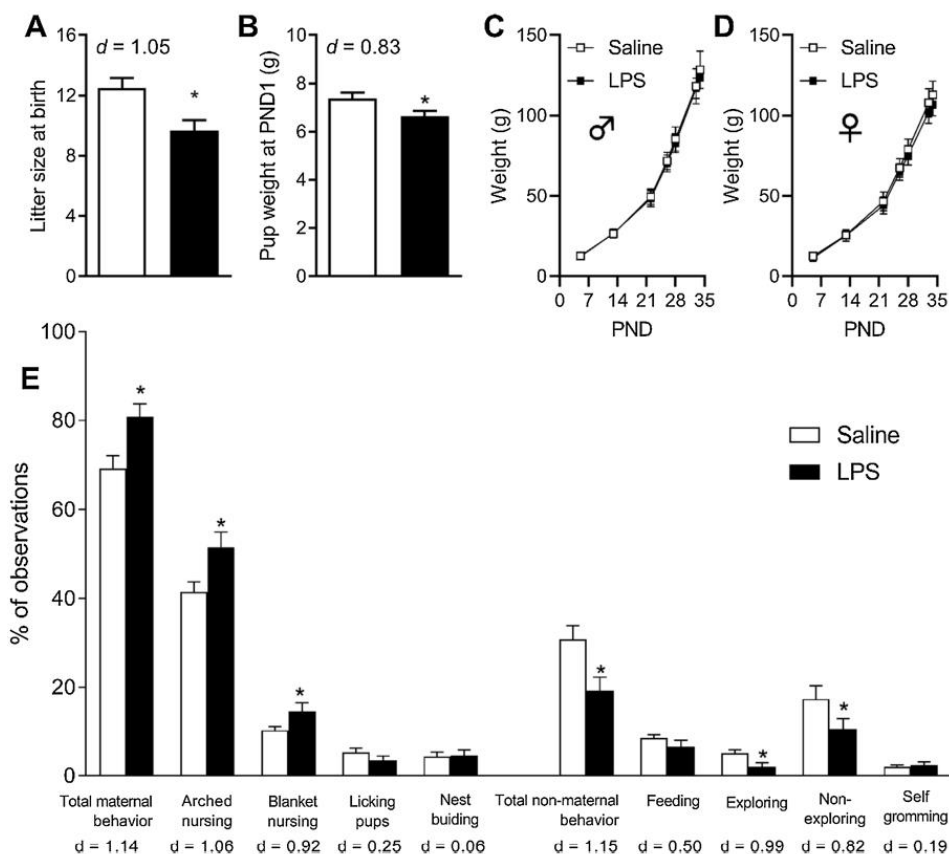 A
d = 1.05
16
12
8
4
0
Litter size at birth
*
B
d = 0.83
10
8
6
4
2
0
Pup weight at PND1 (g)
*
C
150
100
50
0
Weight (g)
Saline
LPS
♂
0 7 14 21 28 35
PND
D
150
100
50
0
Weight (g)
Saline
LPS
♀
0 7 14 21 28 35
PND
E
100
80
60
40
20
0
% of observations
Saline
LPS
* * * * * *
Total maternal behavior
Arched nursing
Blanket nursing
Licking pups
Nest buiding
Total non-maternal behavior
Feeding
Exploring
Non-exploring
Self gromming
d = 1.14 d = 1.06 d = 0.92 d = 0.25 d = 0.06 d = 1.15 d = 0.50 d = 0.99 d = 0.82 d = 0.19